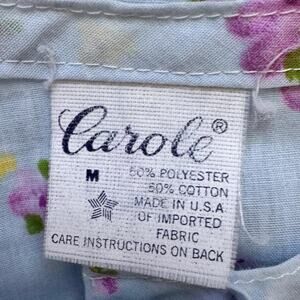 Carole®
M
50% POLYESTER
50% COTTON
MADE IN U.S.A
OF IMPORTED
FABRIC
CARE INSTRUCTIONS ON BACK